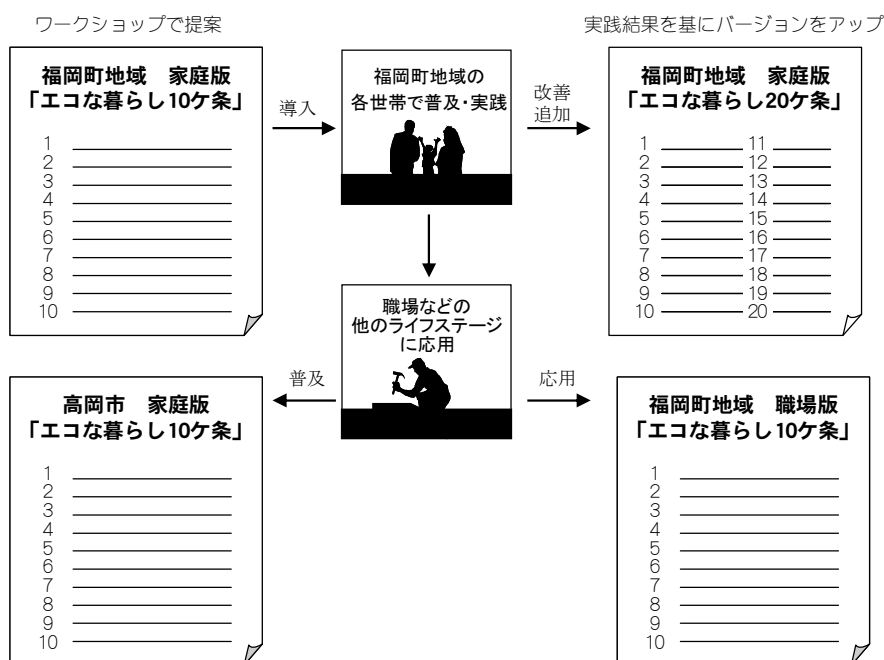 ワークショップで提案
実践結果を基にバージョンをアップ
福岡町地域 家庭版
「エコな暮らし10ケ条」
1
2
3
4
5
6
7
8
9
10
導入
福岡町地域の
各世帯で普及・実践
改善
追加
福岡町地域 家庭版
「エコな暮らし20ケ条」
1 11
2 12
3 13
4 14
5 15
6 16
7 17
8 18
9 19
10 20
職場などの
他のライフステージ
に応用
普及
応用
高岡市 家庭版
「エコな暮らし10ケ条」
1
2
3
4
5
6
7
8
9
10
福岡町地域 職場版
「エコな暮らし10ケ条」
1
2
3
4
5
6
7
8
9
10